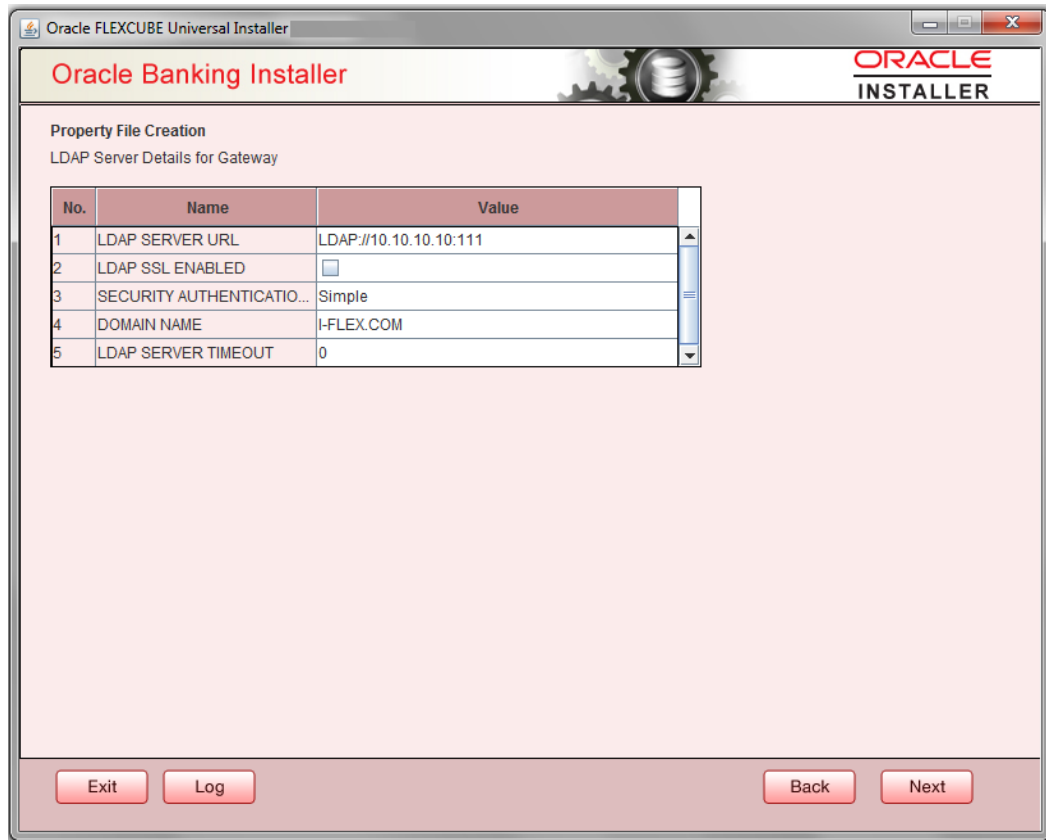 Oracle FLEXCUBE Universal Installer
Oracle Banking Installer
ORACLE
INSTALLER
Property File Creation
LDAP Server Details for Gateway
No. Name Value
1 LDAP SERVER URL LDAP://10.10.10.10:111
2 LDAP SSL ENABLED
3 SECURITY AUTHENTICATIO... Simple
4 DOMAIN NAME I-FLEX.COM
5 LDAP SERVER TIMEOUT 0
Exit Log Back Next